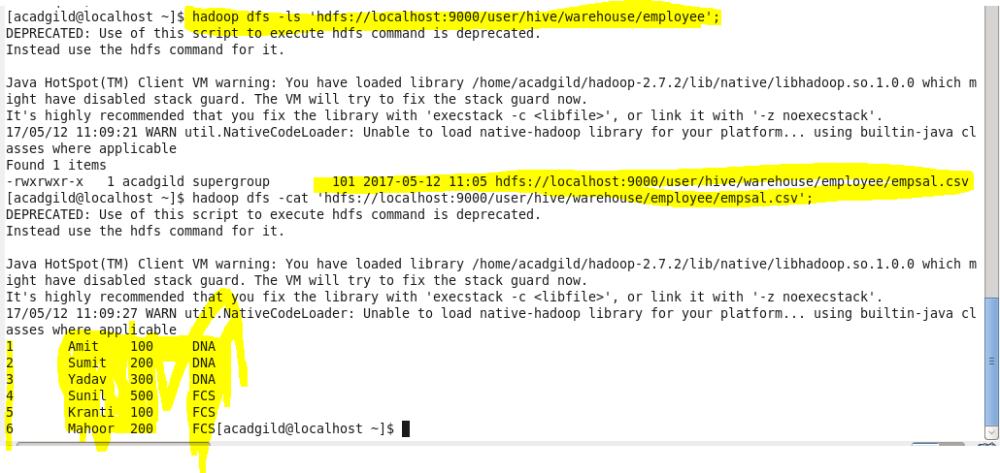 [acadgild@localhost ~]$ hadoop dfs -ls 'hdfs://localhost:9000/user/hive/warehouse/employee';
DEPRECATED: Use of this script to execute hdfs command is deprecated.
Instead use the hdfs command for it.
Java HotSpot(TM) Client VM warning: You have loaded library /home/acadgild/hadoop-2.7.2/lib/native/libhadoop.so.1.0.0 which m
ight have disabled stack guard. The VM will try to fix the stack guard now.
It's highly recommended that you fix the library with 'execstack -c <libfile>', or link it with '-z noexecstack'.
17/05/12 11:09:21 WARN util.NativeCodeLoader: Unable to load native-hadoop library for your platform... using builtin-java cl
asses where applicable
Found 1 items
-rwxrwxr-x   1 acadgild supergroup        101 2017-05-12 11:05 hdfs://localhost:9000/user/hive/warehouse/employee/empsal.csv
[acadgild@localhost ~]$ hadoop dfs -cat 'hdfs://localhost:9000/user/hive/warehouse/employee/empsal.csv';
DEPRECATED: Use of this script to execute hdfs command is deprecated.
Instead use the hdfs command for it.
Java HotSpot(TM) Client VM warning: You have loaded library /home/acadgild/hadoop-2.7.2/lib/native/libhadoop.so.1.0.0 which m
ight have disabled stack guard. The VM will try to fix the stack guard now.
It's highly recommended that you fix the library with 'execstack -c <libfile>', or link it with '-z noexecstack'.
17/05/12 11:09:27 WARN util.NativeCodeLoader: Unable to load native-hadoop library for your platform... using builtin-java cl
asses where applicable
1       Amit    100     DNA
2       Sumit   200     DNA
3       Yadav   300     DNA
4       Sunil   500     FCS
5       Kranti  100     FCS
6       Mahoor  200     FCS[acadgild@localhost ~]$